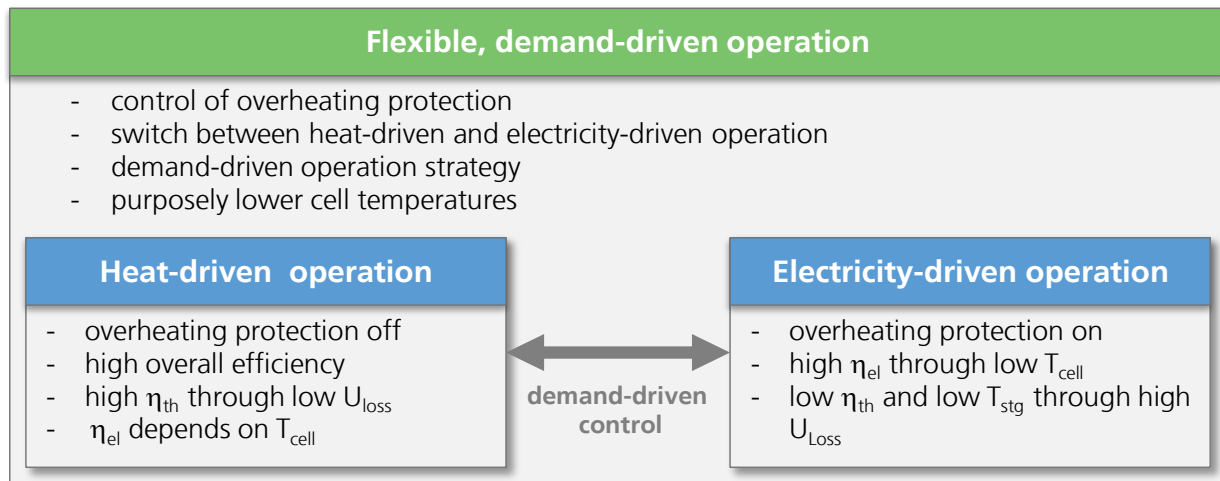 Flexible, demand-driven operation
- control of overheating protection
- switch between heat-driven and electricity-driven operation
- demand-driven operation strategy
- purposely lower cell temperatures
Heat-driven operation
- overheating protection off
- high overall efficiency
- high ηth through low Uloss
- ηel depends on Tcell
demand-driven
control
Electricity-driven operation
- overheating protection on
- high ηel through low Tcell
- low ηth and low Tstg through high
ULoss